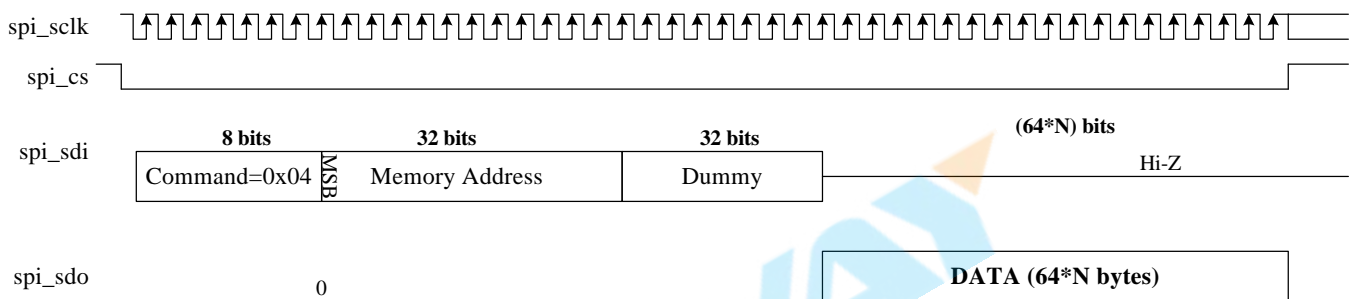 spi_sclk
spi_cs
8 bits 32 bits 32 bits (64*N) bits
spi_sdi
Command=0x04 MSB Memory Address Dummy Hi-Z
spi_sdo 0 DATA (64*N bytes)